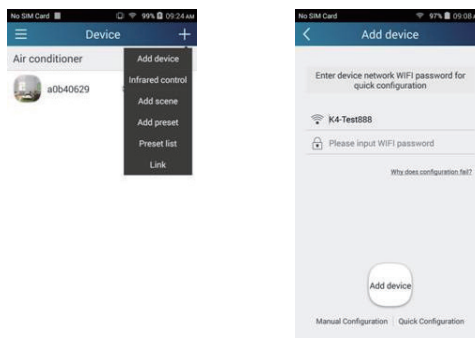 No SIM Card 99% 09:24 AM
Device
Air conditioner
a0b40629
Add device
Infrared control
Add scene
Add preset
Preset list
Link
No SIM Card 97% 09:08 A
Add device
Enter device network WIFI password for
quick configuration
K4-Test888
Please input WIFI password
Why does configuration fail?
Add device
Manual Configuration | Quick Configuration